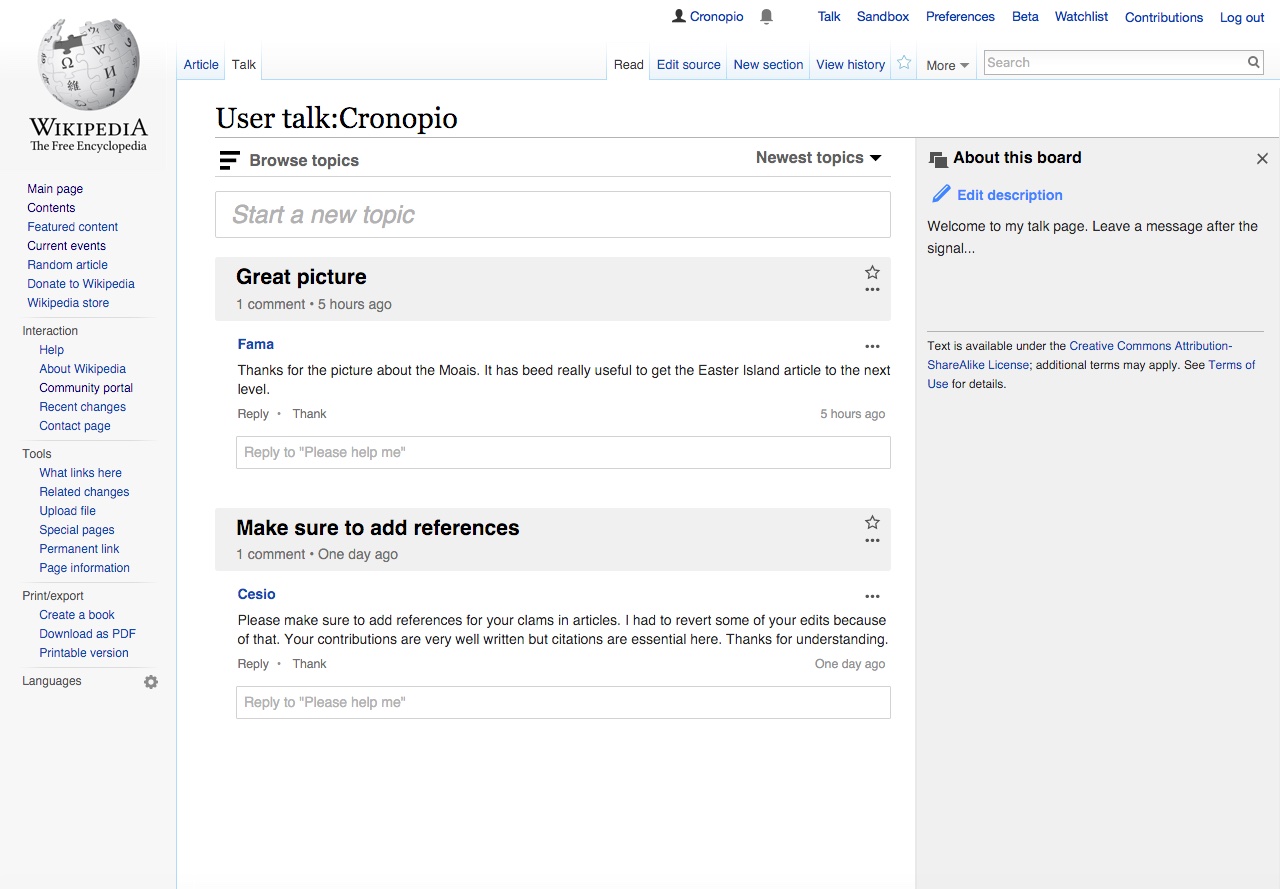 Cronopio Talk Sandbox Preferences Beta Watchlist Contributions Log out
Article Talk Read Edit source New section View history More Search
WIKIPEDIA
The Free Encyclopedia
Main page
Contents
Featured content
Current events
Random article
Donate to Wikipedia
Wikipedia store
Interaction
Help
About Wikipedia
Community portal
Recent changes
Contact page
Tools
What links here
Related changes
Upload file
Special pages
Permanent link
Page information
Print/export
Create a book
Download as PDF
Printable version
Languages
User talk:Cronopio
Browse topics Newest topics
Start a new topic
Great picture
1 comment • 5 hours ago
Fama
Thanks for the picture about the Moais. It has beed really useful to get the Easter Island article to the next
level.
Reply • Thank 5 hours ago
Reply to "Please help me"
Make sure to add references
1 comment • One day ago
Cesio
Please make sure to add references for your clams in articles. I had to revert some of your edits because
of that. Your contributions are very well written but citations are essential here. Thanks for understanding.
Reply • Thank One day ago
Reply to "Please help me"
About this board
Edit description
Welcome to my talk page. Leave a message after the
signal...
Text is available under the Creative Commons Attribution-
ShareAlike License; additional terms may apply. See Terms of
Use for details.